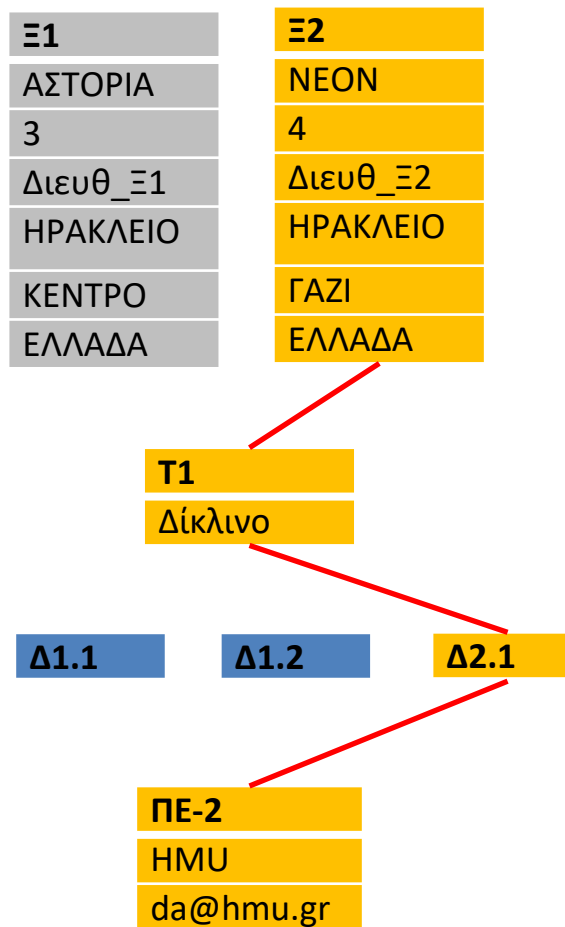 Ξ1
ΑΣΤΟΡΙΑ
3
Διευθ_Ξ1
ΗΡΑΚΛΕΙΟ
ΚΕΝΤΡΟ
ΕΛΛΑΔΑ
Ξ2
ΝΕΟΝ
4
Διευθ_Ξ2
ΗΡΑΚΛΕΙΟ
ΓΑΖΙ
ΕΛΛΑΔΑ
Τ1
Δίκλινο
Δ1.1
Δ1.2
Δ2.1
ΠΕ-2
HMU
da@hmu.gr